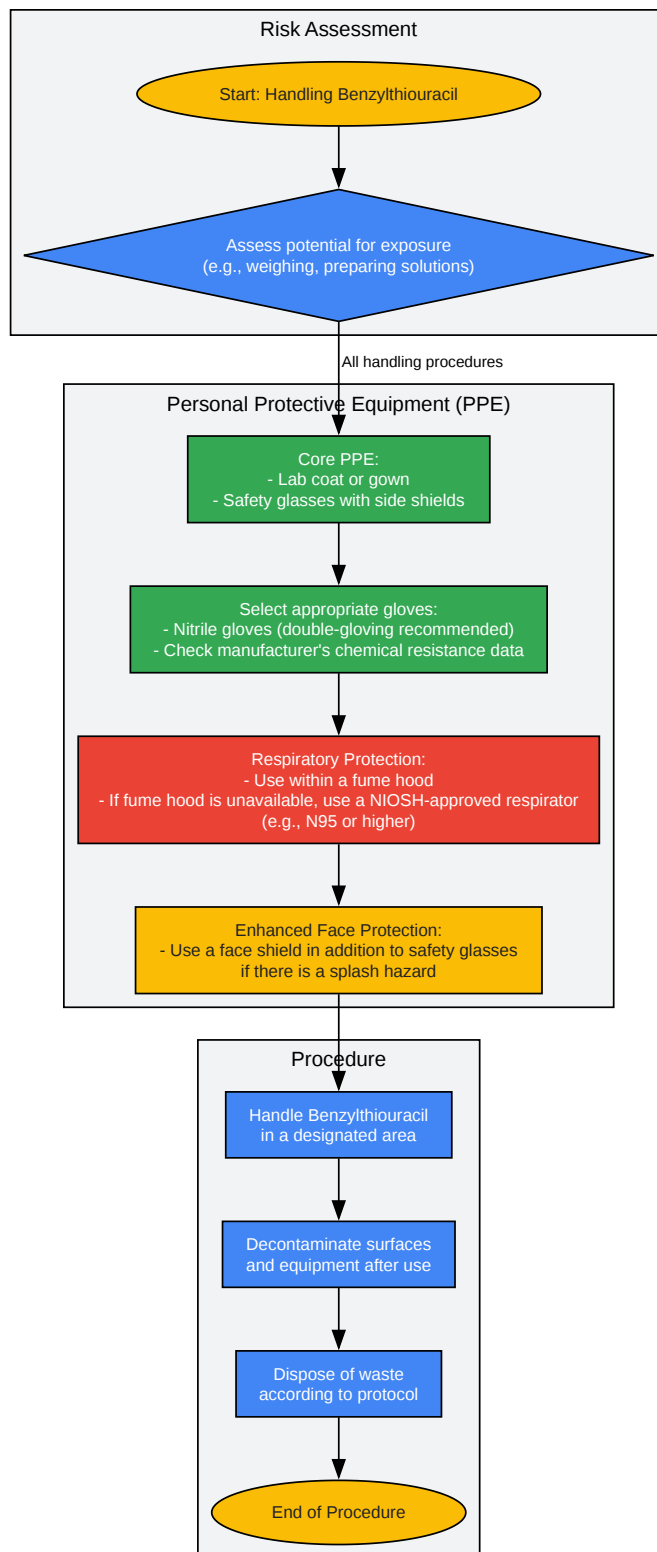 Risk Assessment
Start: Handling Benzylthiouracil
Assess potential for exposure
(e.g., weighing, preparing solutions)
All handling procedures
Personal Protective Equipment (PPE)
Core PPE:
- Lab coat or gown
- Safety glasses with side shields
Select appropriate gloves:
- Nitrile gloves (double-gloving recommended)
- Check manufacturer's chemical resistance data
Respiratory Protection:
- Use within a fume hood
- If fume hood is unavailable, use a NIOSH-approved respirator
(e.g., N95 or higher)
Enhanced Face Protection:
- Use a face shield in addition to safety glasses
if there is a splash hazard
Procedure
Handle Benzylthiouracil
in a designated area
Decontaminate surfaces
and equipment after use
Dispose of waste
according to protocol
End of Procedure